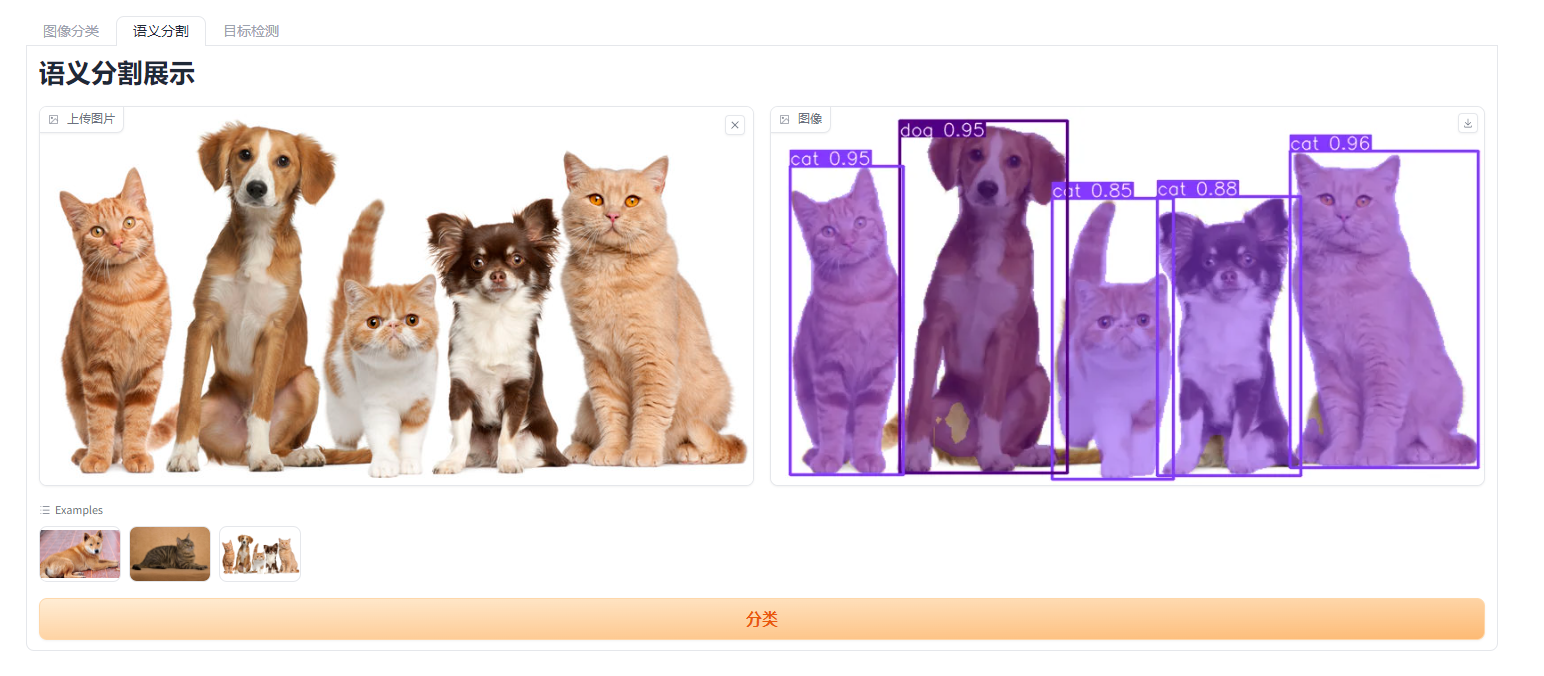 图像分类 语义分割 目标检测
语义分割展示
上传图片
图像
dog 0.95
cat 0.96
cat 0.95
cat 0.85
cat 0.88
Examples
分类